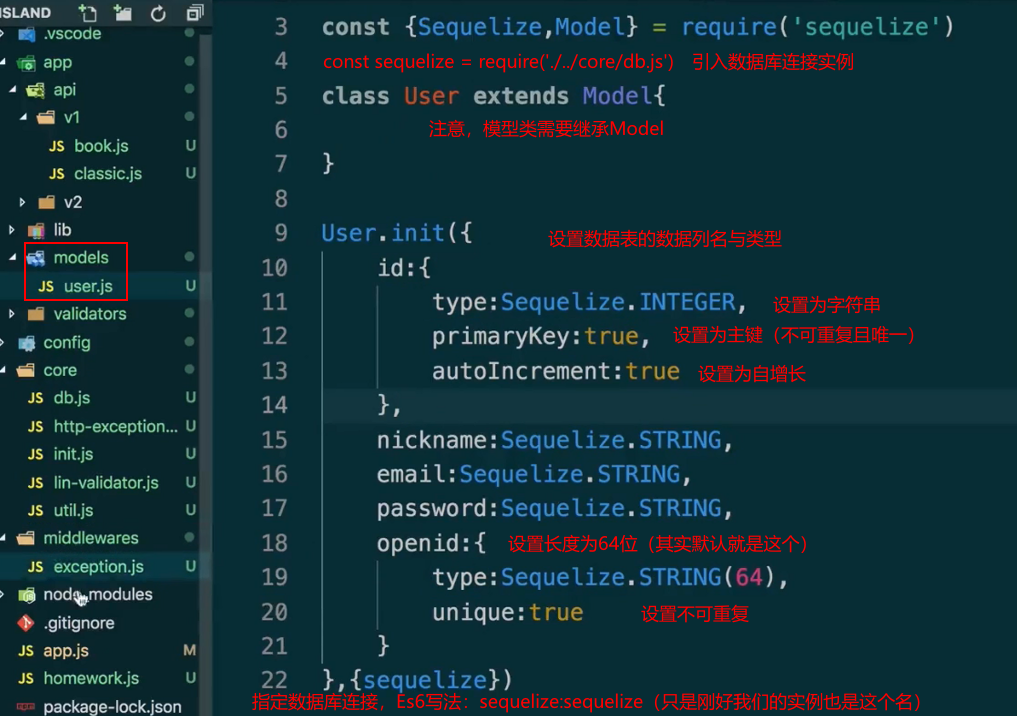 ISLAND
.vscode
app
api
v1
JS book.js U
JS classic.js U
v2
lib
models
JS user.js U
validators
config
core
JS db.js U
JS http-exception... U
JS init.js U
JS lin-validator.js U
JS util.js U
middlewares
JS exception.js U
node_modules
.gitignore
JS app.js M
JS homework.js U
package-lock.json
3 const {Sequelize,Model} = require('sequelize')
4 const sequelize = require('./../core/db.js') 引入数据库连接实例
5 class User extends Model{
6 注意，模型类需要继承Model
7 }
8
9 User.init({ 设置数据表的数据列名与类型
10 id:{
11 type:Sequelize.INTEGER, 设置为字符串
12 primaryKey:true, 设置为主键（不可重复且唯一）
13 autoIncrement:true 设置为自增长
14 },
15 nickname:Sequelize.STRING,
16 email:Sequelize.STRING,
17 password:Sequelize.STRING,
18 openid:{ 设置长度为64位（其实默认就是这个）
19 type:Sequelize.STRING(64),
20 unique:true 设置不可重复
21 }
22 },{sequelize})
指定数据库连接，Es6写法：sequelize:sequelize（只是刚好我们的实例也是这个名）